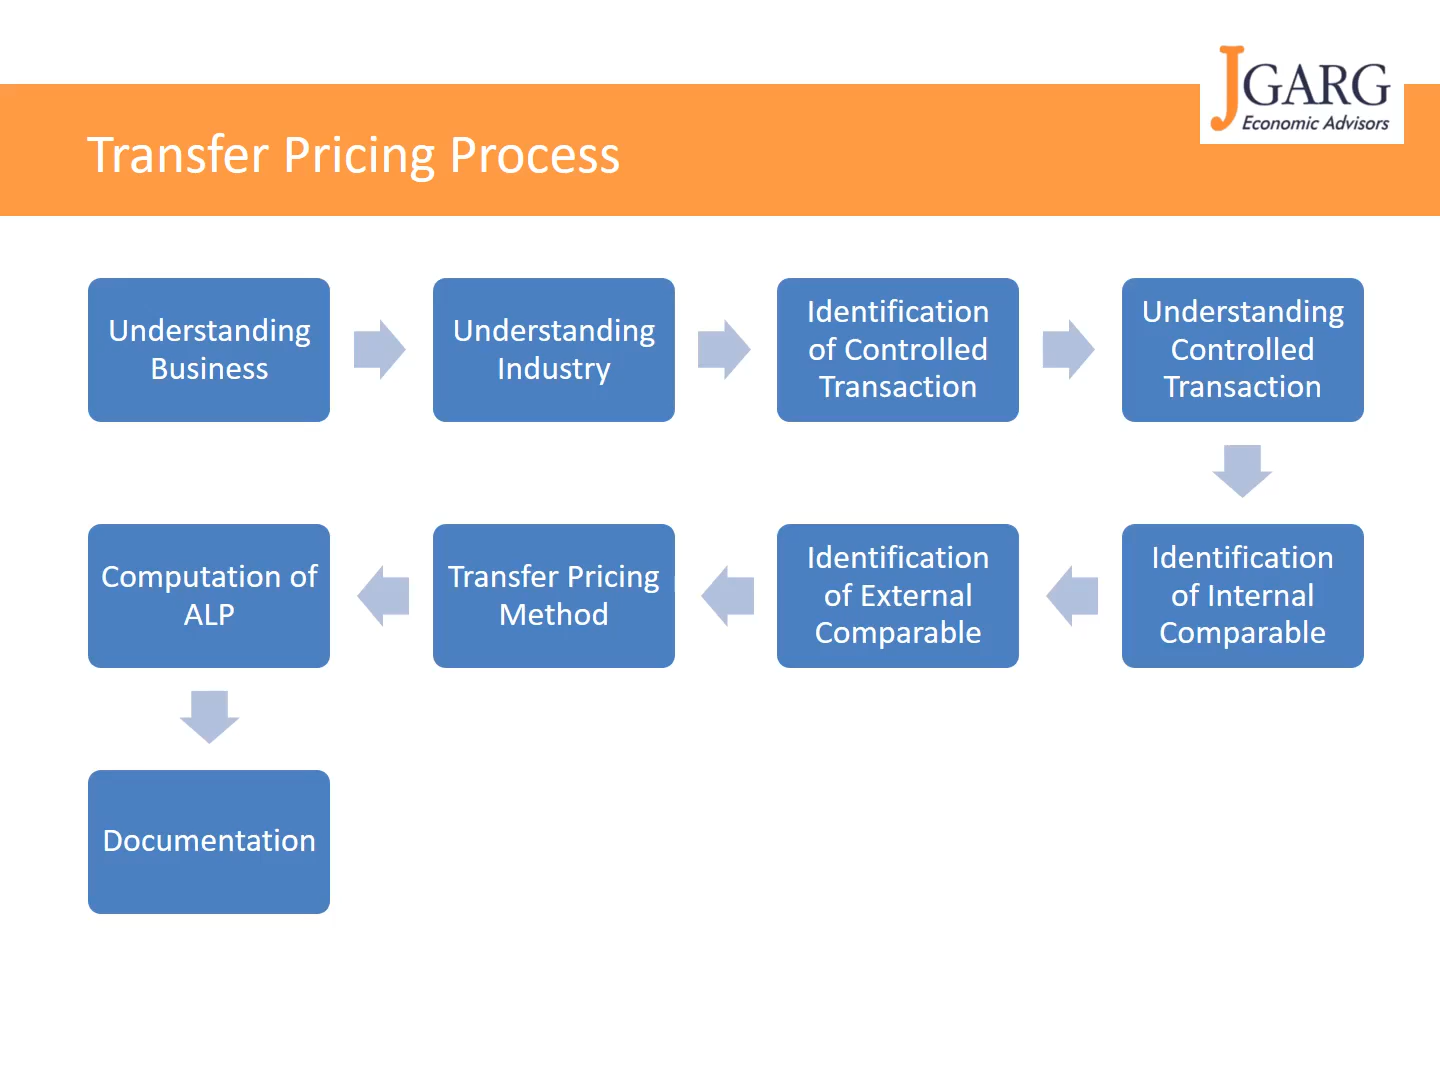 JGARG
Economic Advisors
Transfer Pricing Process
Understanding
Business
Understanding
Industry
Identification
of Controlled
Transaction
Understanding
Controlled
Transaction
Identification
of Internal
Comparable
Identification
of External
Comparable
Transfer Pricing
Method
Computation of
ALP
Documentation